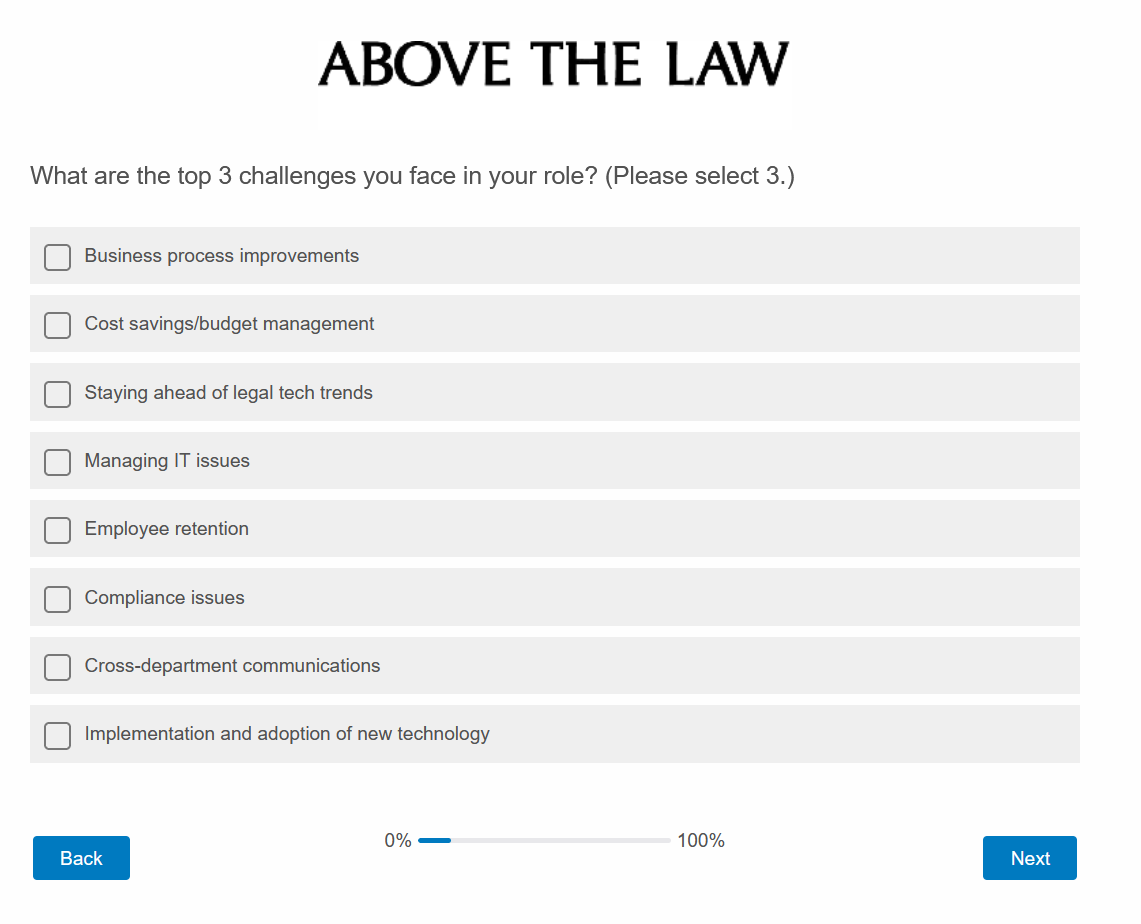 ABOVE THE LAW
What are the top 3 challenges you face in your role? (Please select 3.)
Business process improvements
Cost savings/budget management
Staying ahead of legal tech trends
Managing IT issues
Employee retention
Compliance issues
Cross-department communications
Implementation and adoption of new technology
0% 100%
Back Next